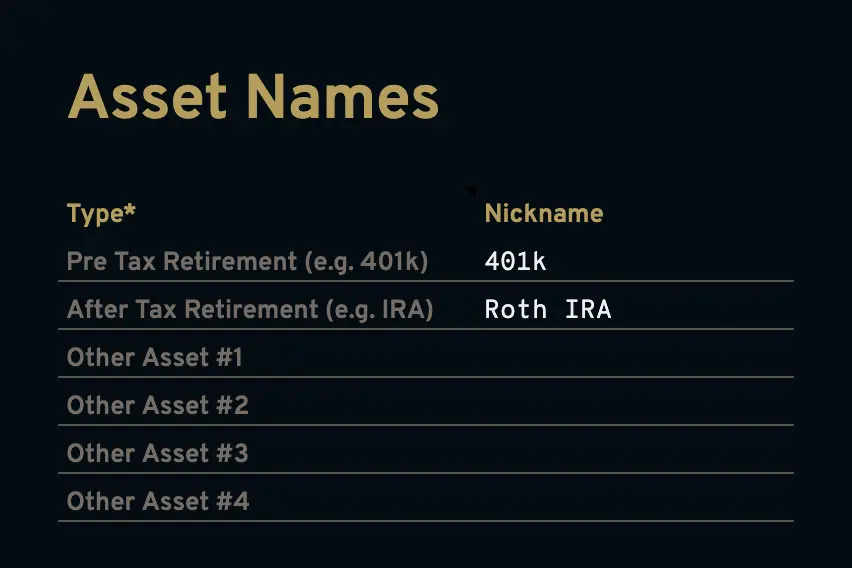 Asset Names
Type* Nickname
Pre Tax Retirement (e.g. 401k) 401k
After Tax Retirement (e.g. IRA) Roth IRA
Other Asset #1
Other Asset #2
Other Asset #3
Other Asset #4